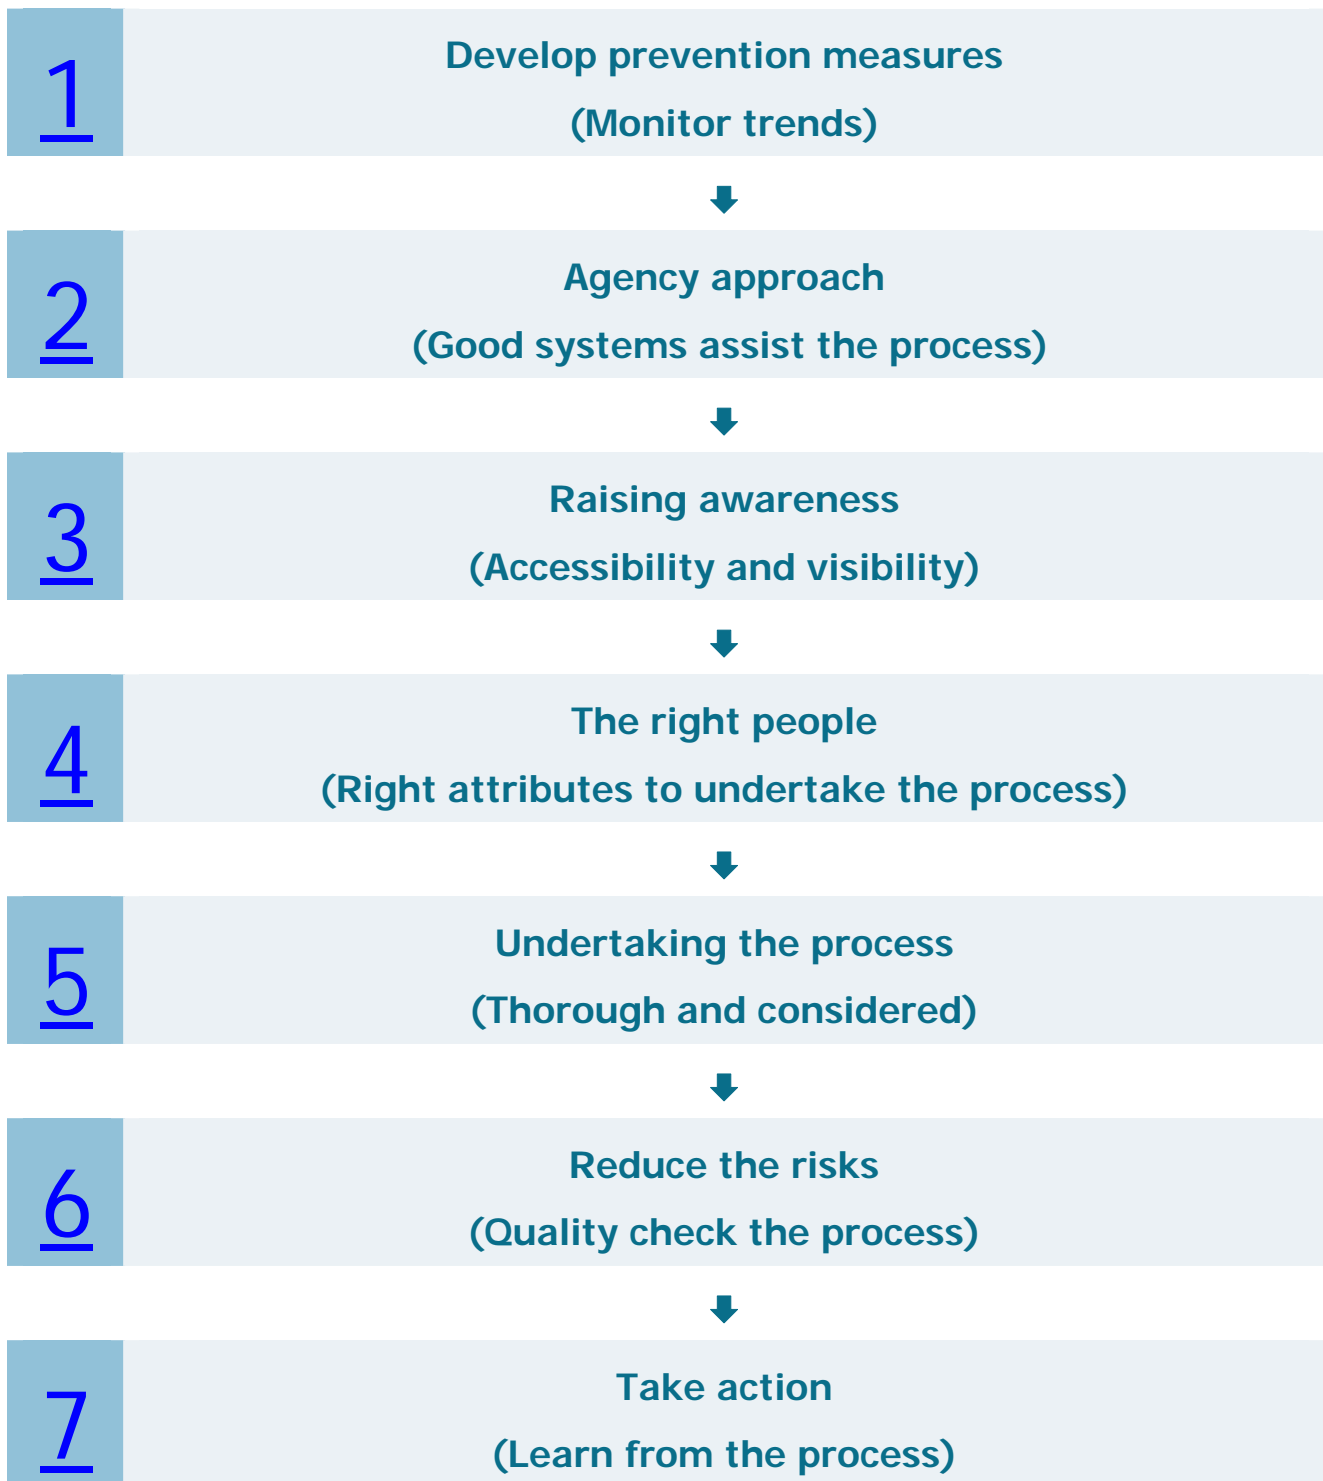 1
Develop prevention measures
(Monitor trends)
2
Agency approach
(Good systems assist the process)
3
Raising awareness
(Accessibility and visibility)
4
The right people
(Right attributes to undertake the process)
5
Undertaking the process
(Thorough and considered)
6
Reduce the risks
(Quality check the process)
7
Take action
(Learn from the process)